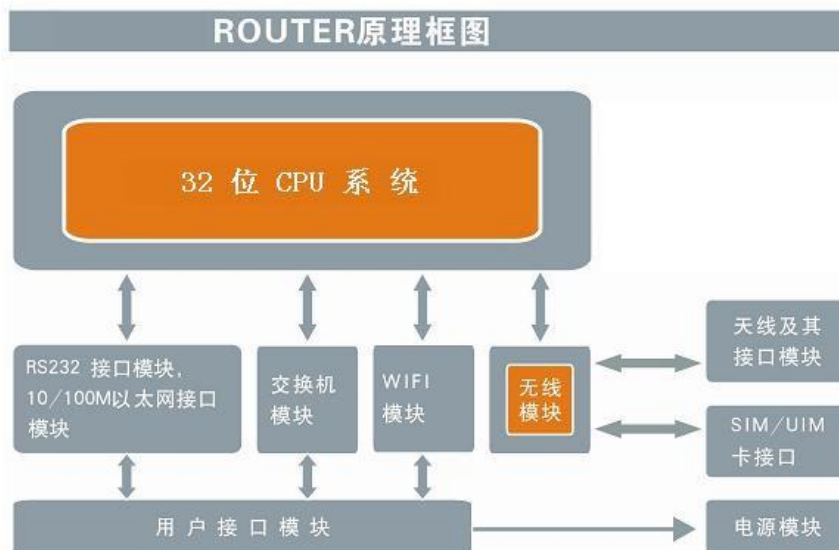 ROUTER原理框图
32 位 CPU 系 统
RS232 接口模块,
10/100M以太网接口
模块
交换机
模块
WIFI
模块
无线
模块
天线及其
接口模块
SIM/UIM
卡接口
用 户 接 口 模 块
电源模块